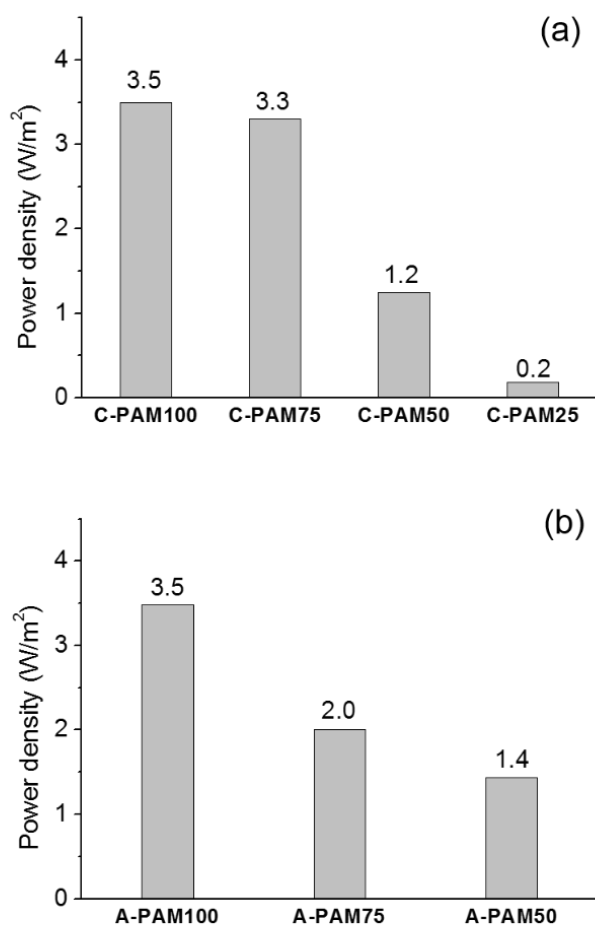 (a)
Power density (W/m²)
4
3
2
1
0
3.5
3.3
1.2
0.2
C-PAM100 C-PAM75 C-PAM50 C-PAM25
(b)
Power density (W/m²)
4
3
2
1
0
3.5
2.0
1.4
A-PAM100 A-PAM75 A-PAM50